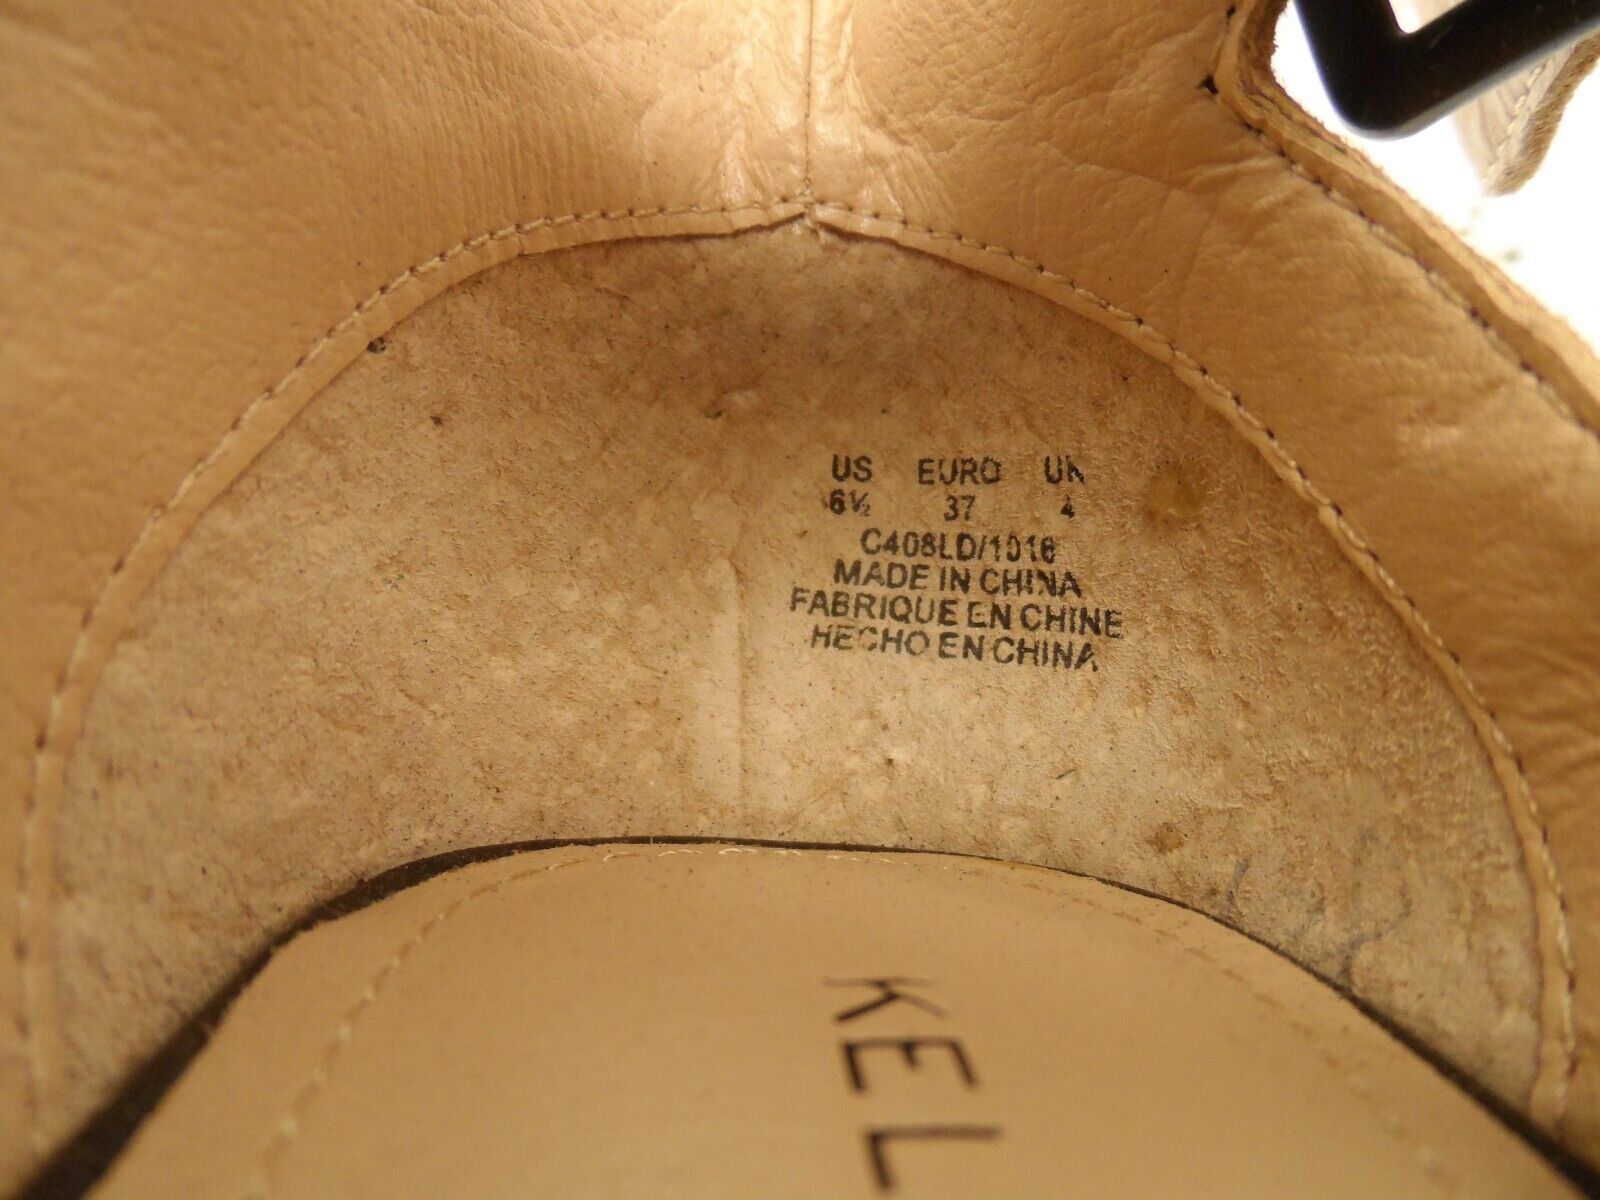 US EURO UK
6½ 37 4
C408LD/1016
MADE IN CHINA
FABRIQUE EN CHINE
HECHO EN CHINA
KEL